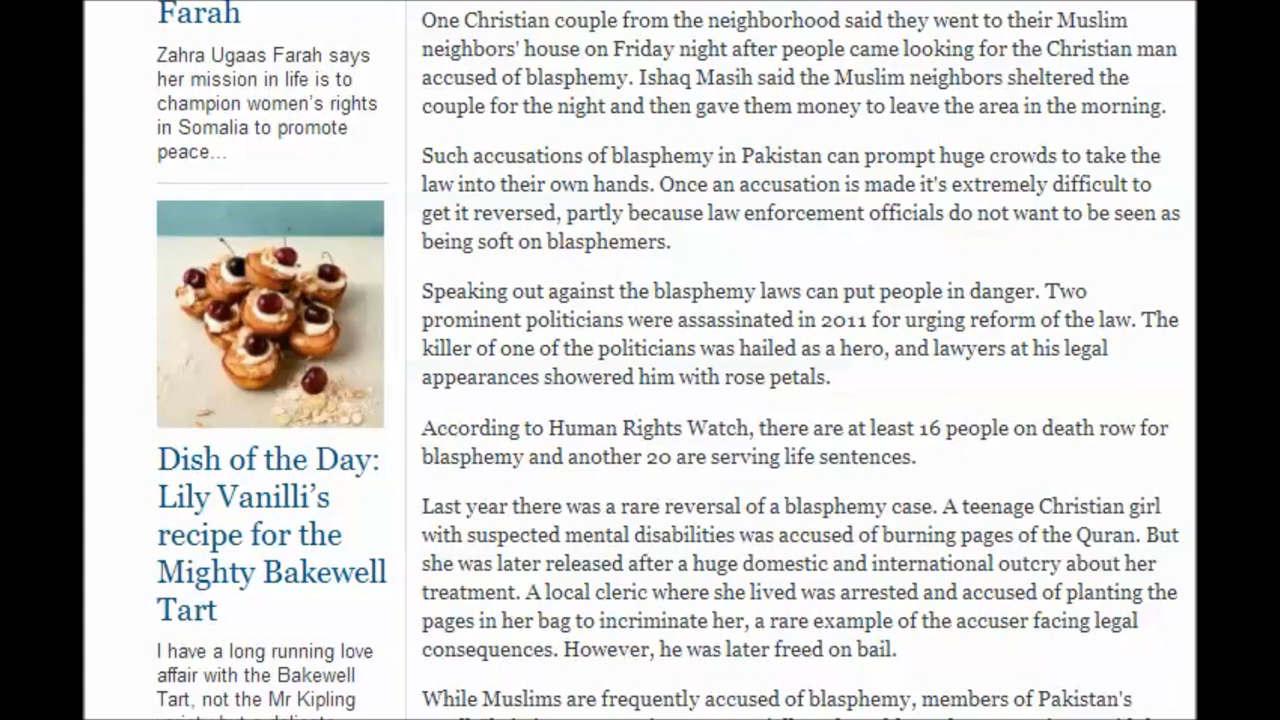 Farah
Zahra Ugaas Farah says
her mission in life is to
champion women's rights
in Somalia to promote
peace...
Dish of the Day:
Lily Vanilli's
recipe for the
Mighty Bakewell
Tart
I have a long running love
affair with the Bakewell
Tart, not the Mr Kipling
One Christian couple from the neighborhood said they went to their Muslim
neighbors' house on Friday night after people came looking for the Christian man
accused of blasphemy. Ishaq Masih said the Muslim neighbors sheltered the
couple for the night and then gave them money to leave the area in the morning.
Such accusations of blasphemy in Pakistan can prompt huge crowds to take the
law into their own hands. Once an accusation is made it's extremely difficult to
get it reversed, partly because law enforcement officials do not want to be seen as
being soft on blasphemers.
Speaking out against the blasphemy laws can put people in danger. Two
prominent politicians were assassinated in 2011 for urging reform of the law. The
killer of one of the politicians was hailed as a hero, and lawyers at his legal
appearances showered him with rose petals.
According to Human Rights Watch, there are at least 16 people on death row for
blasphemy and another 20 are serving life sentences.
Last year there was a rare reversal of a blasphemy case. A teenage Christian girl
with suspected mental disabilities was accused of burning pages of the Quran. But
she was later released after a huge domestic and international outcry about her
treatment. A local cleric where she lived was arrested and accused of planting the
pages in her bag to incriminate her, a rare example of the accuser facing legal
consequences. However, he was later freed on bail.
While Muslims are frequently accused of blasphemy, members of Pakistan's